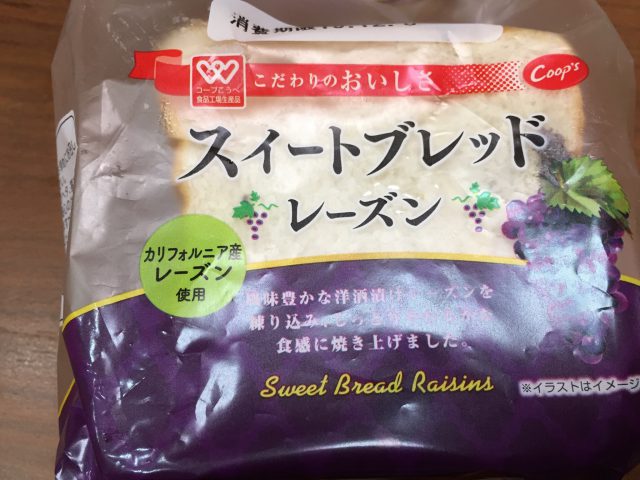 消費期限
こだわりのおいしさ
Coop's
コープこうべ
食品工場生産品
スイートブレッド
レーズン
カリフォルニア産
レーズン
使用
風味豊かな洋酒漬け レーズンを
練り込み
食感に焼き上げました。
Sweet Bread Raisins
※イラストはイメージ